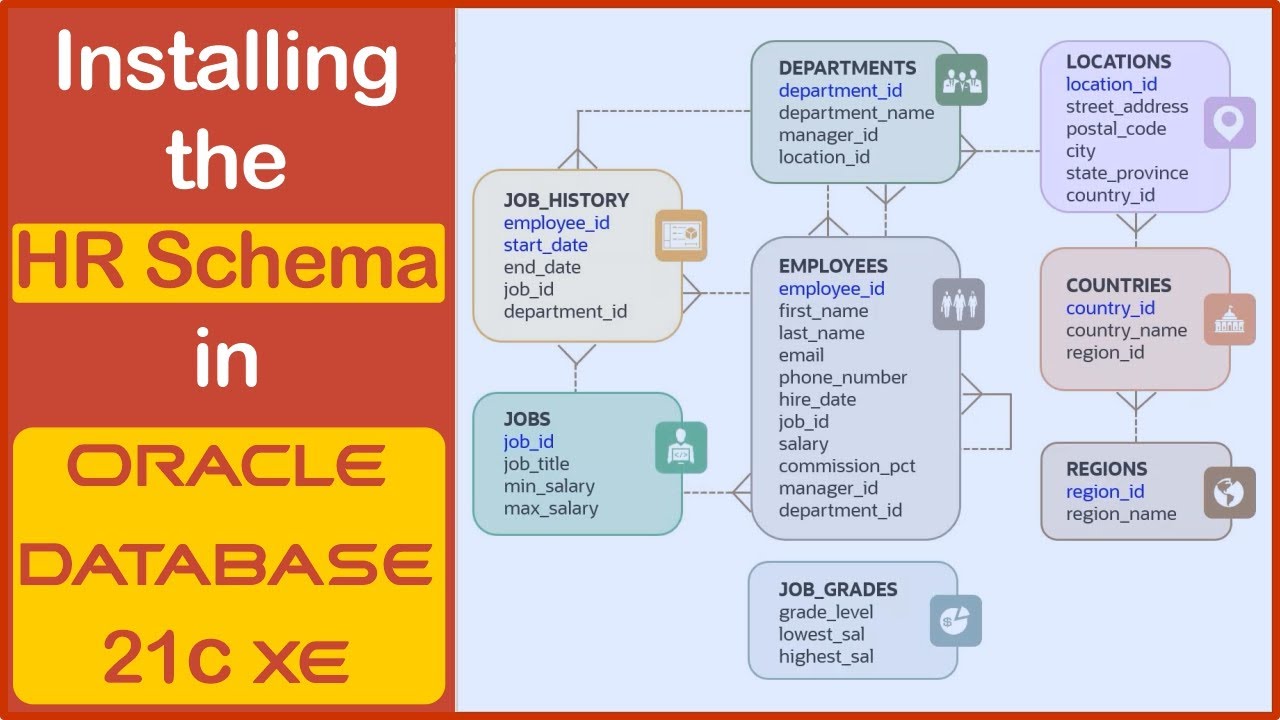 Installing
the
HR Schema
in
ORACLE
DATABASE
21c XE
DEPARTMENTS
department_id
department_name
manager_id
location_id
LOCATIONS
location_id
street_address
postal_code
city
state_province
country_id
JOB_HISTORY
employee_id
start_date
end_date
job_id
department_id
EMPLOYEES
employee_id
first_name
last_name
email
phone_number
hire_date
job_id
salary
commission_pct
manager_id
department_id
COUNTRIES
country_id
country_name
region_id
JOBS
job_id
job_title
min_salary
max_salary
REGIONS
region_id
region_name
JOB_GRADES
grade_level
lowest_sal
highest_sal
$